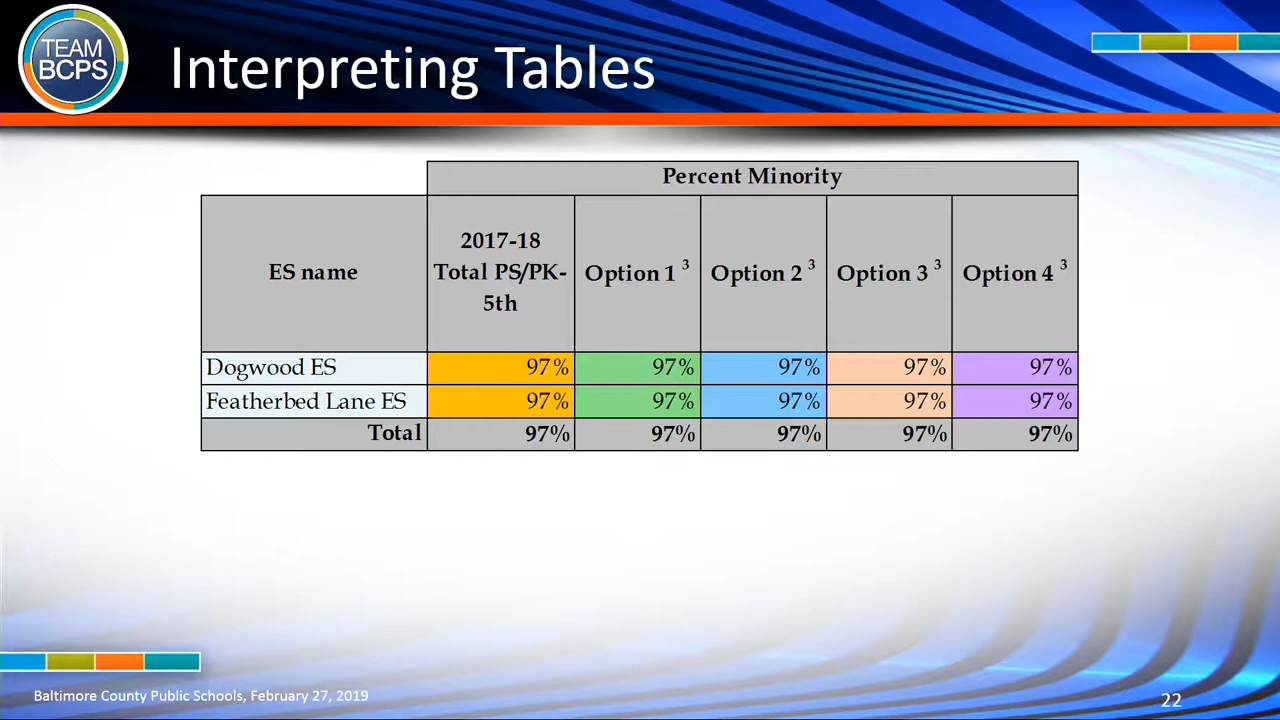 TEAM
BCPS
Interpreting Tables
Percent Minority
ES name
2017-18
Total PS/PK-
5th
Option 1 ³
Option 2 ³
Option 3 ³
Option 4 ³
Dogwood ES 97% 97% 97% 97% 97%
Featherbed Lane ES 97% 97% 97% 97% 97%
Total 97% 97% 97% 97% 97%
Baltimore County Public Schools, February 27, 2019
22